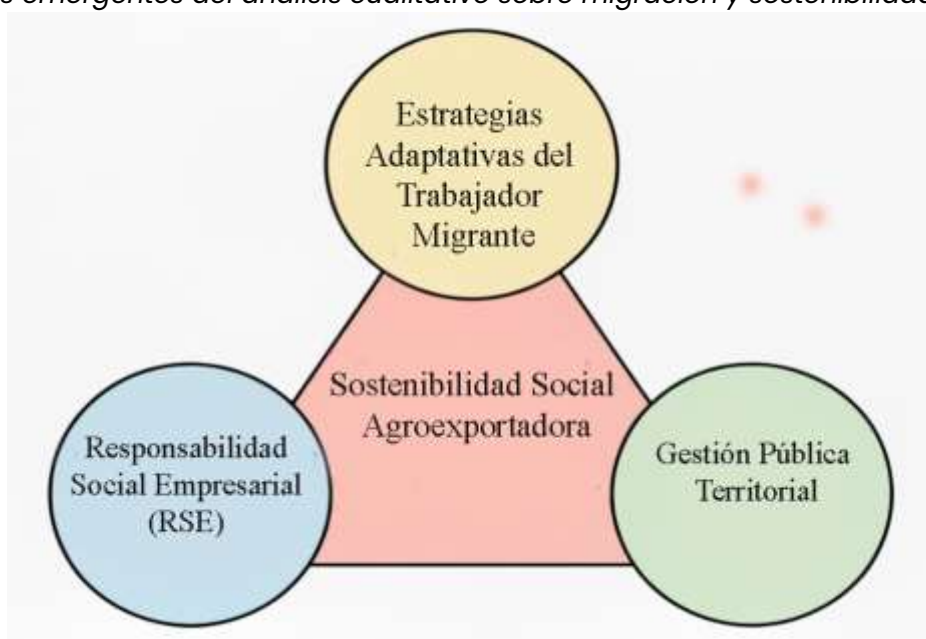 emergentes del análisis cualitativo sobre migración y sostenibilidad
Estrategias
Adaptativas del
Trabajador
Migrante
Sostenibilidad Social
Agroexportadora
Responsabilidad
Social Empresarial
(RSE)
Gestión Pública
Territorial